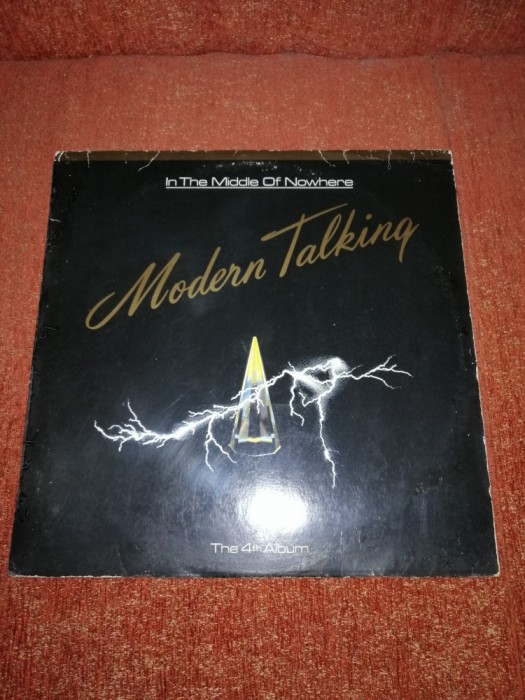 In The Middle Of Nowhere
Modern Talking
The 4th Album